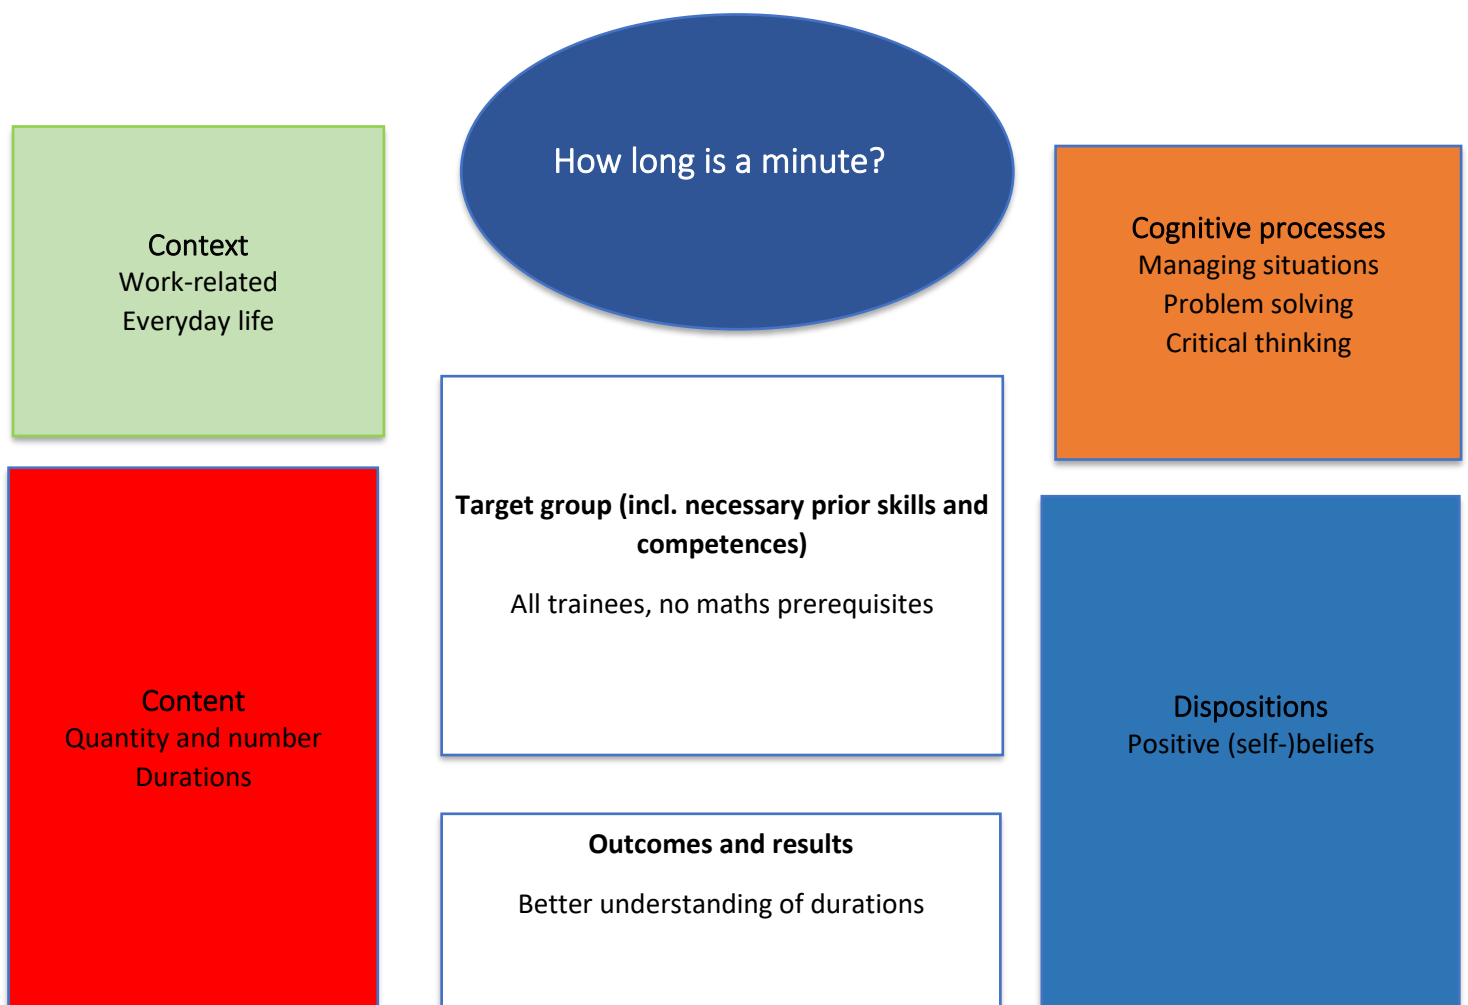 How long is a minute?
Context
Work-related
Everyday life
Cognitive processes
Managing situations
Problem solving
Critical thinking
Target group (incl. necessary prior skills and
competences)
All trainees, no maths prerequisites
Content
Quantity and number
Durations
Dispositions
Positive (self-)beliefs
Outcomes and results
Better understanding of durations